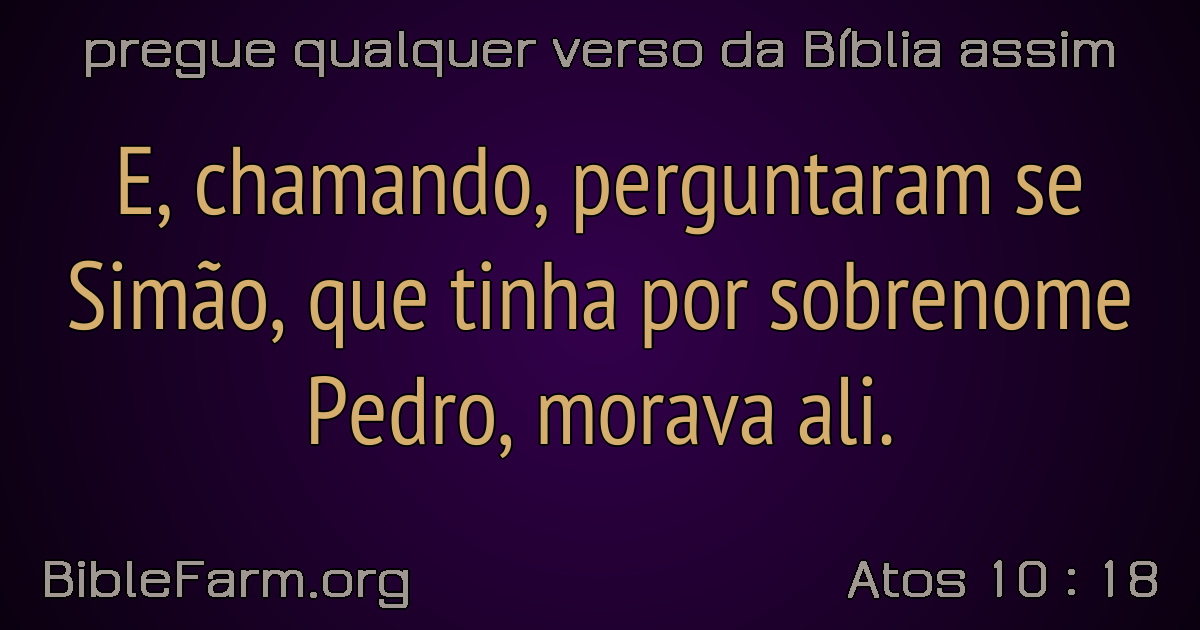 pregue qualquer verso da Bíblia assim
E, chamando, perguntaram se
Simão, que tinha por sobrenome
Pedro, morava ali.
BibleFarm.org
Atos 10 : 18